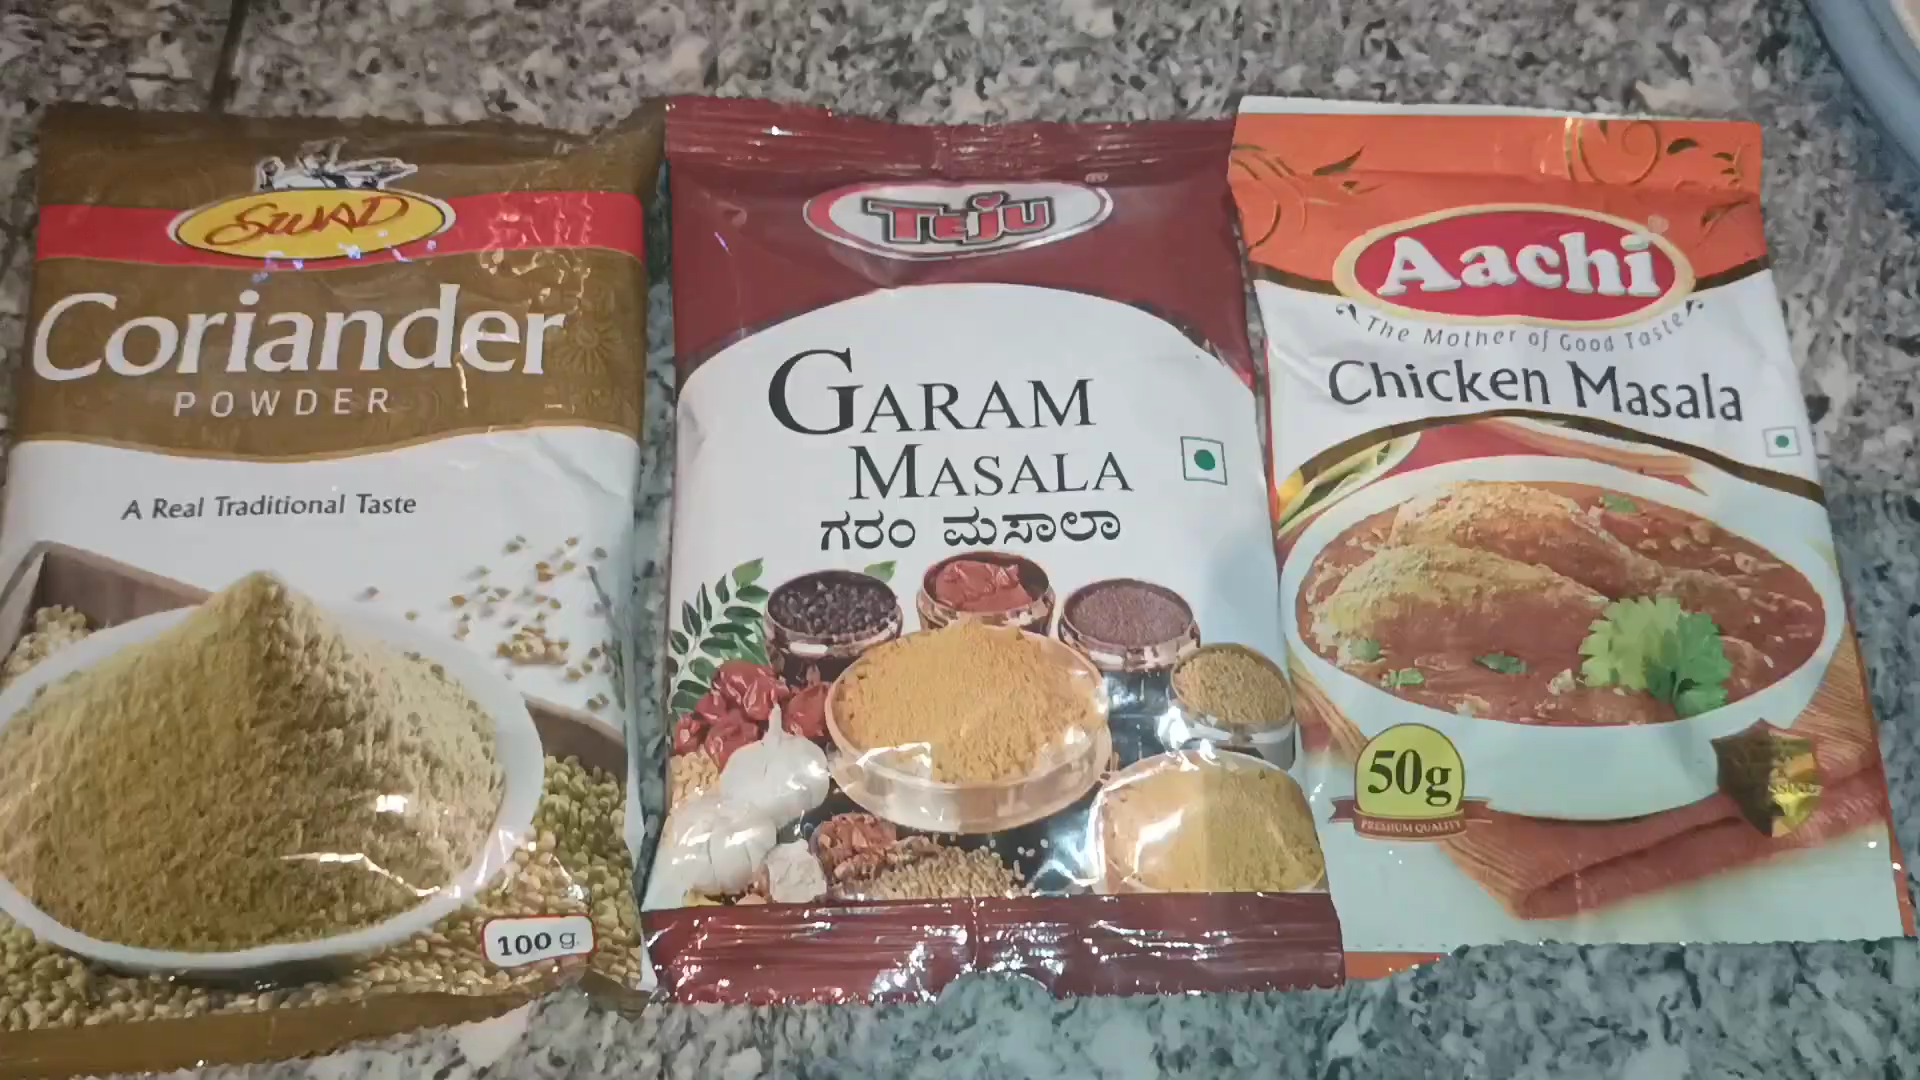 SWAD
Coriander
POWDER
A Real Traditional Taste
100 g.
Teju
GARAM
MASALA
ಗರಂ ಮಸಾಲಾ
Aachi
The Mother of Good Taste
Chicken Masala
50g
PREMIUM QUALITY